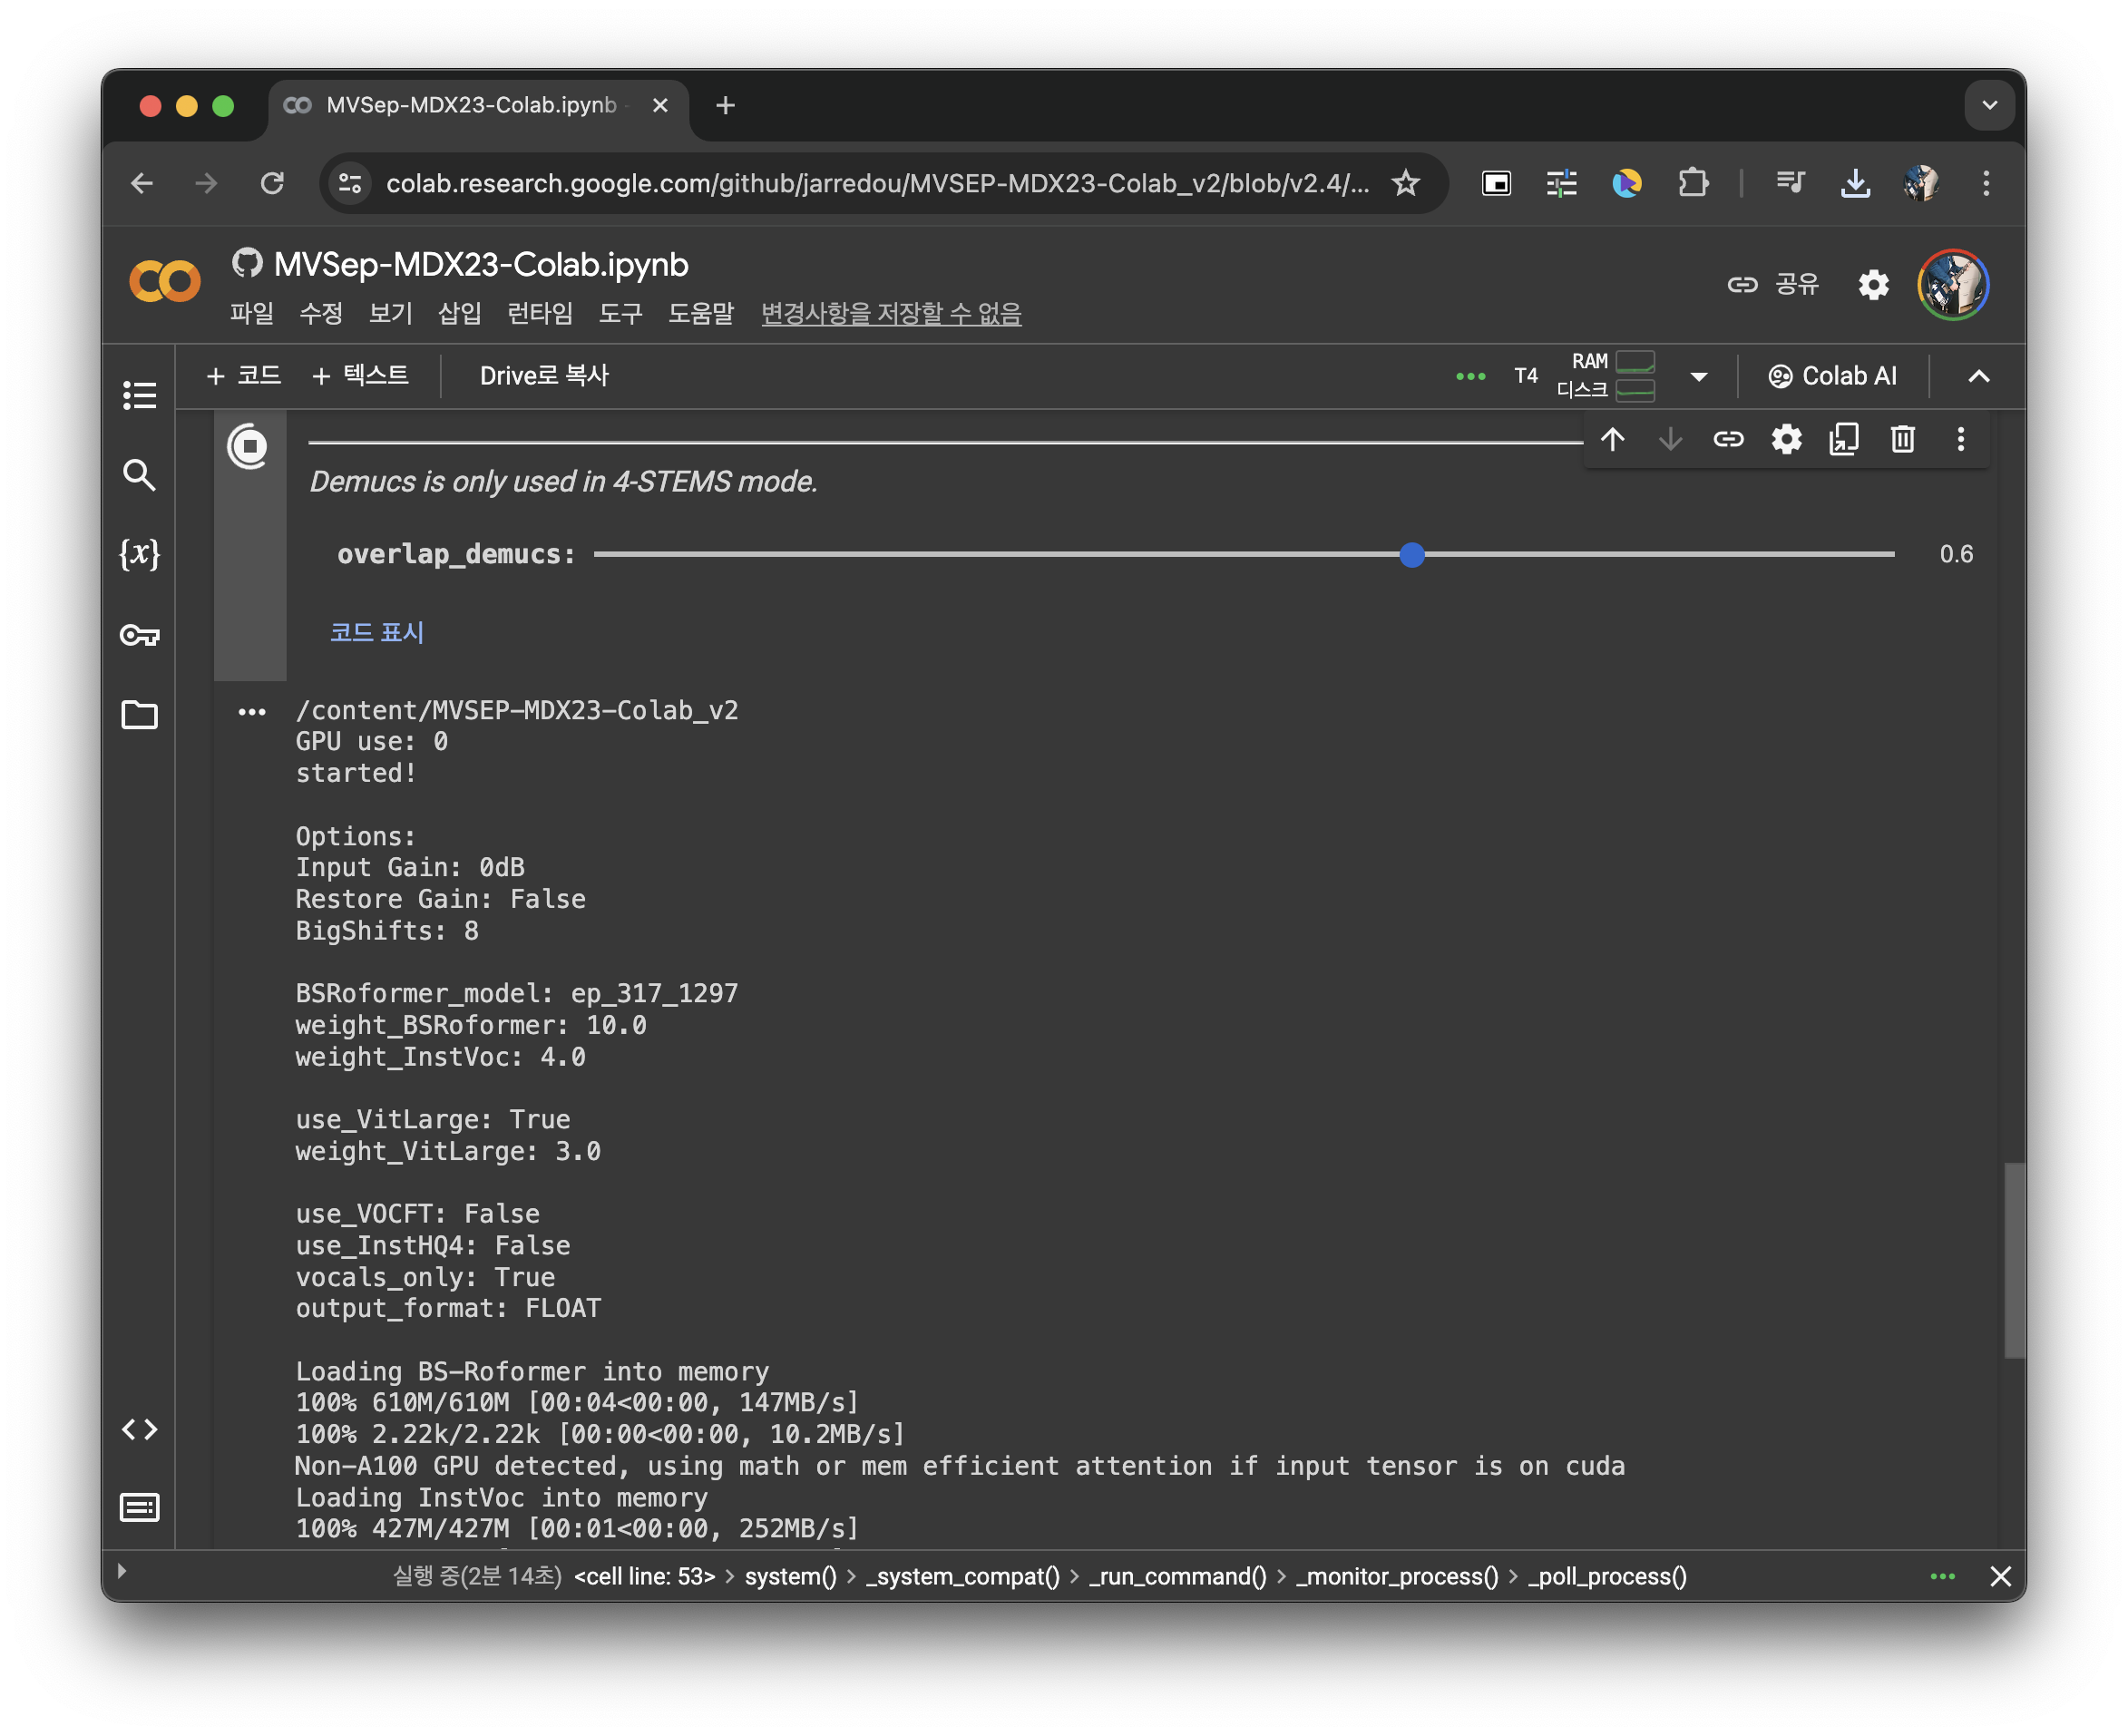 MVSep-MDX23-Colab.ipynb
colab.research.google.com/github/jarredou/MVSEP-MDX23-Colab_v2/blob/v2.4/...
MVSep-MDX23-Colab.ipynb
파일 수정 보기 삽입 런타임 도구 도움말 변경사항을 저장할 수 없음
공유
+ 코드 + 텍스트 Drive로 복사
T4 RAM
디스크
Colab AI
Demucs is only used in 4-STEMS mode.
overlap_demucs: 0.6
코드 표시
/content/MVSEP-MDX23-Colab_v2
GPU use: 0
started!
Options:
Input Gain: 0dB
Restore Gain: False
BigShifts: 8
BSRoformer_model: ep_317_1297
weight_BSRoformer: 10.0
weight_InstVoc: 4.0
use_VitLarge: True
weight_VitLarge: 3.0
use_VOCFT: False
use_InstHQ4: False
vocals_only: True
output_format: FLOAT
Loading BS-Roformer into memory
100% 610M/610M [00:04<00:00, 147MB/s]
100% 2.22k/2.22k [00:00<00:00, 10.2MB/s]
Non-A100 GPU detected, using math or mem efficient attention if input tensor is on cuda
Loading InstVoc into memory
100% 427M/427M [00:01<00:00, 252MB/s]
실행 중(2분 14초) <cell line: 53> > system() > _system_compat() > _run_command() > _monitor_process() > _poll_process()